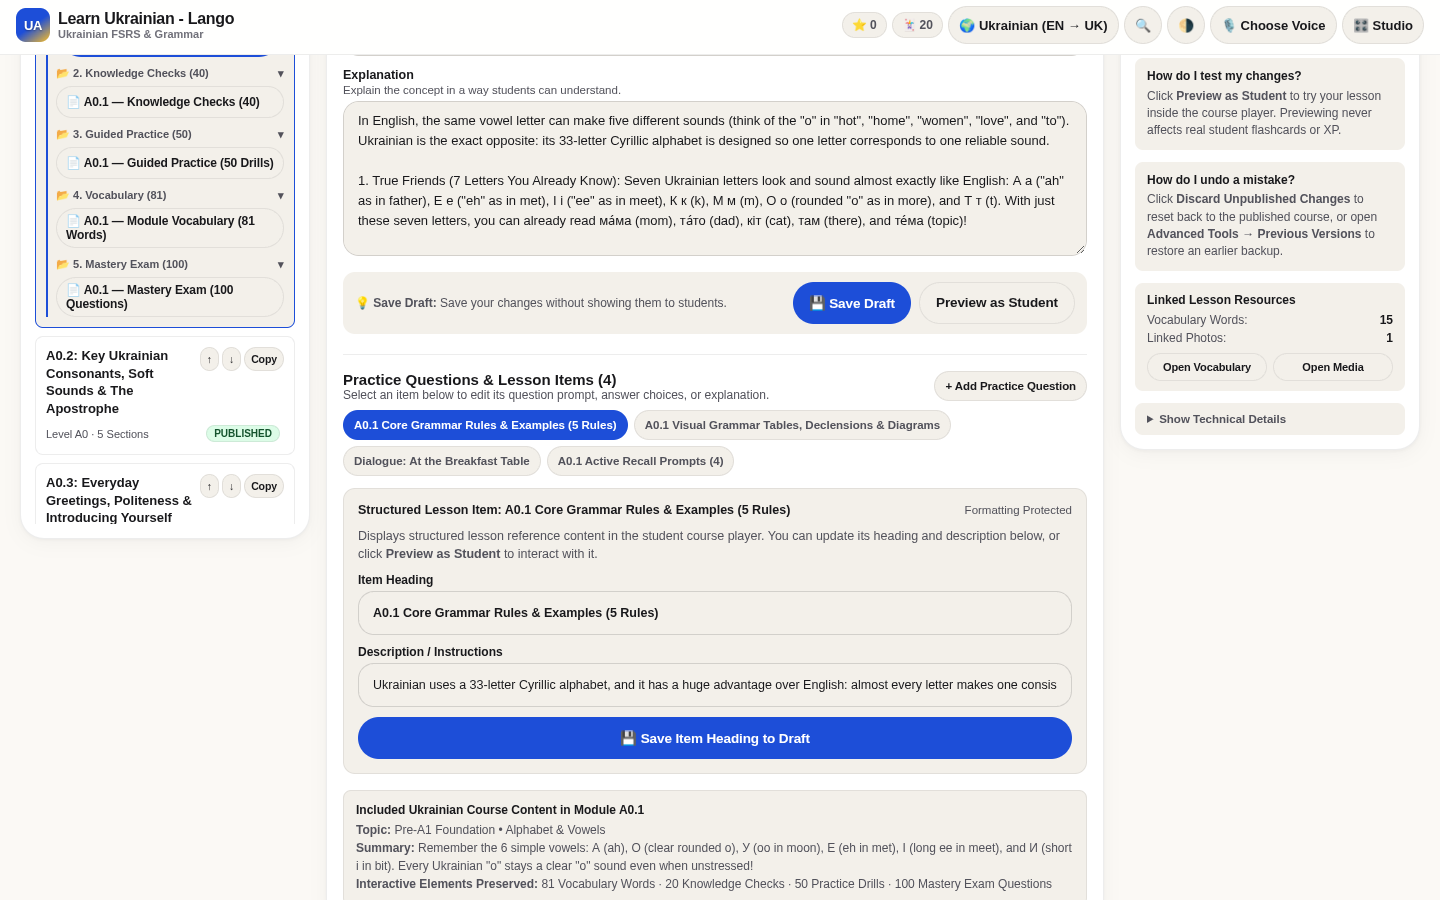 UA
Learn Ukrainian - Lango
Ukrainian FSRS & Grammar
⭐ 0
🃏 20
🌍 Ukrainian (EN → UK)
🔍
🌗
🎙️ Choose Voice
🎛️ Studio
📂 2. Knowledge Checks (40) ▾
📄 A0.1 — Knowledge Checks (40)
📂 3. Guided Practice (50) ▾
📄 A0.1 — Guided Practice (50 Drills)
📂 4. Vocabulary (81) ▾
📄 A0.1 — Module Vocabulary (81
Words)
📂 5. Mastery Exam (100) ▾
📄 A0.1 — Mastery Exam (100
Questions)
A0.2: Key Ukrainian
Consonants, Soft
Sounds & The
Apostrophe
↑ ↓ Copy
Level A0 · 5 Sections
PUBLISHED
A0.3: Everyday
Greetings, Politeness &
Introducing Yourself
↑ ↓ Copy
Explanation
Explain the concept in a way students can understand.
In English, the same vowel letter can make five different sounds (think of the "o" in "hot", "home", "women", "love", and "to").
Ukrainian is the exact opposite: its 33-letter Cyrillic alphabet is designed so one letter corresponds to one reliable sound.
1. True Friends (7 Letters You Already Know): Seven Ukrainian letters look and sound almost exactly like English: А а ("ah"
as in father), Е е ("eh" as in met), І і ("ee" as in meet), К к (k), М м (m), О о (rounded "o" as in more), and Т т (t). With just
these seven letters, you can already read ма́ма (mom), та́то (dad), кіт (cat), там (there), and те́ма (topic)!
💡 Save Draft: Save your changes without showing them to students.
💾 Save Draft
Preview as Student
Practice Questions & Lesson Items (4)
Select an item below to edit its question prompt, answer choices, or explanation.
+ Add Practice Question
A0.1 Core Grammar Rules & Examples (5 Rules)
A0.1 Visual Grammar Tables, Declensions & Diagrams
Dialogue: At the Breakfast Table
A0.1 Active Recall Prompts (4)
Structured Lesson Item: A0.1 Core Grammar Rules & Examples (5 Rules)
Formatting Protected
Displays structured lesson reference content in the student course player. You can update its heading and description below, or
click Preview as Student to interact with it.
Item Heading
A0.1 Core Grammar Rules & Examples (5 Rules)
Description / Instructions
Ukrainian uses a 33-letter Cyrillic alphabet, and it has a huge advantage over English: almost every letter makes one consis
💾 Save Item Heading to Draft
Included Ukrainian Course Content in Module A0.1
Topic: Pre-A1 Foundation • Alphabet & Vowels
Summary: Remember the 6 simple vowels: А (ah), О (clear rounded o), У (oo in moon), Е (eh in met), І (long ee in meet), and И (short
i in bit). Every Ukrainian "o" stays a clear "o" sound even when unstressed!
Interactive Elements Preserved: 81 Vocabulary Words · 20 Knowledge Checks · 50 Practice Drills · 100 Mastery Exam Questions
How do I test my changes?
Click Preview as Student to try your lesson
inside the course player. Previewing never
affects real student flashcards or XP.
How do I undo a mistake?
Click Discard Unpublished Changes to
reset back to the published course, or open
Advanced Tools → Previous Versions to
restore an earlier backup.
Linked Lesson Resources
Vocabulary Words: 15
Linked Photos: 1
Open Vocabulary
Open Media
▶ Show Technical Details